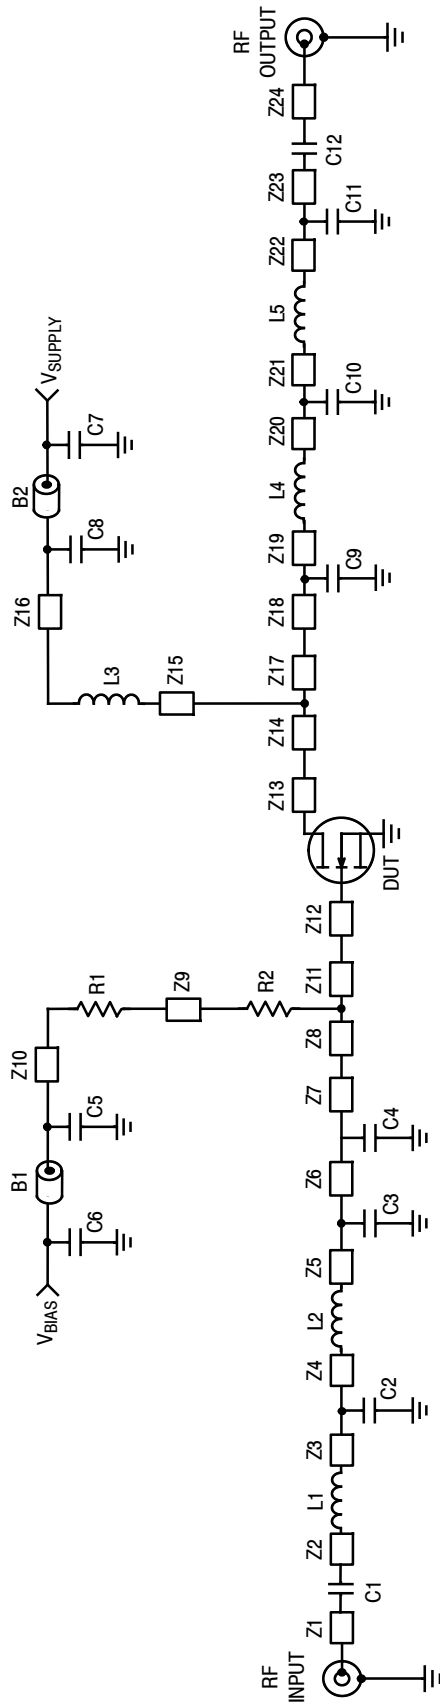 RF
INPUT
Z1
C1
Z2
L1
Z3
C2
Z4
L2
Z5
C3
Z6
C4
Z7
Z8
Z11
Z12
DUT
V_BIAS
C6
B1
C5
Z10
R1
Z9
R2
Z13
Z14
Z15
L3
Z16
C8
B2
C7
V_SUPPLY
Z17
Z18
C9
Z19
L4
Z20
C10
Z21
L5
Z22
C11
Z23
C12
Z24
RF
OUTPUT